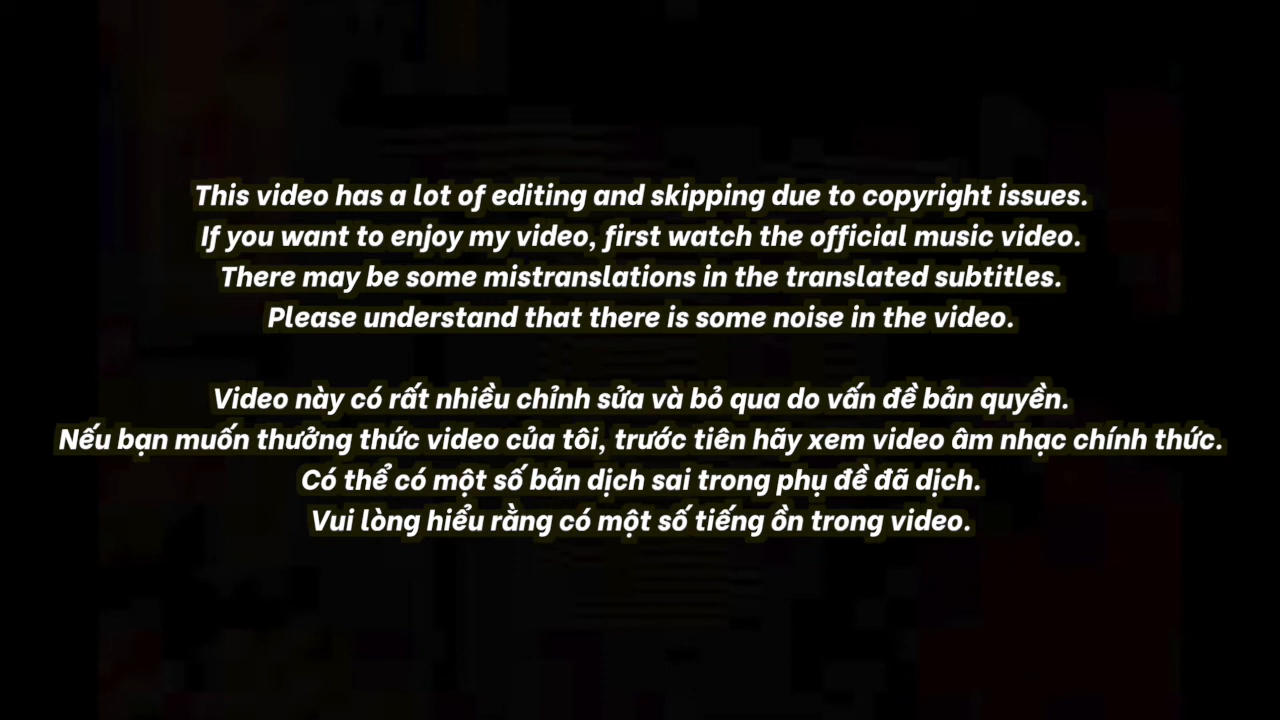 This video has a lot of editing and skipping due to copyright issues.
If you want to enjoy my video, first watch the official music video.
There may be some mistranslations in the translated subtitles.
Please understand that there is some noise in the video.
Video này có rất nhiều chỉnh sửa và bỏ qua do vấn đề bản quyền.
Nếu bạn muốn thưởng thức video của tôi, trước tiên hãy xem video âm nhạc chính thức.
Có thể có một số bản dịch sai trong phụ đề đã dịch.
Vui lòng hiểu rằng có một số tiếng ồn trong video.